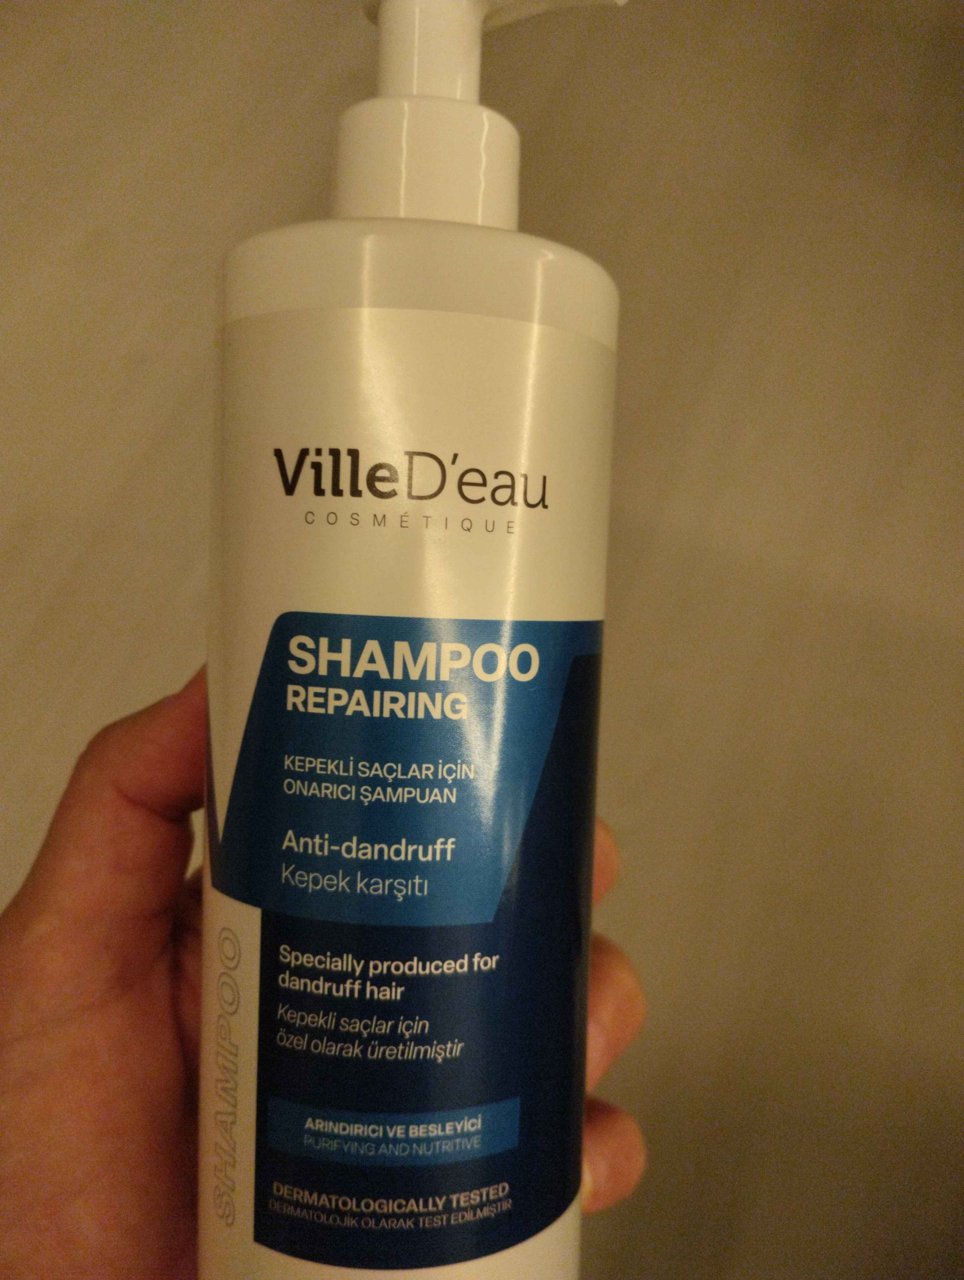 VilleD'eau
COSMÉTIQUE
SHAMPOO
REPAIRING
KEPEKLİ SAÇLAR İÇİN
ONARICI ŞAMPUAN
Anti-dandruff
Kepek karşıtı
Specially produced for
dandruff hair
Kepekli saçlar için
özel olarak üretilmiştir
ARINDIRICI VE BESLEYİCİ
PURIFYING AND NUTRITIVE
DERMATOLOGICALLY TESTED
DERMATOLOJİK OLARAK TEST EDİLMİŞTİR
SHAMPOO